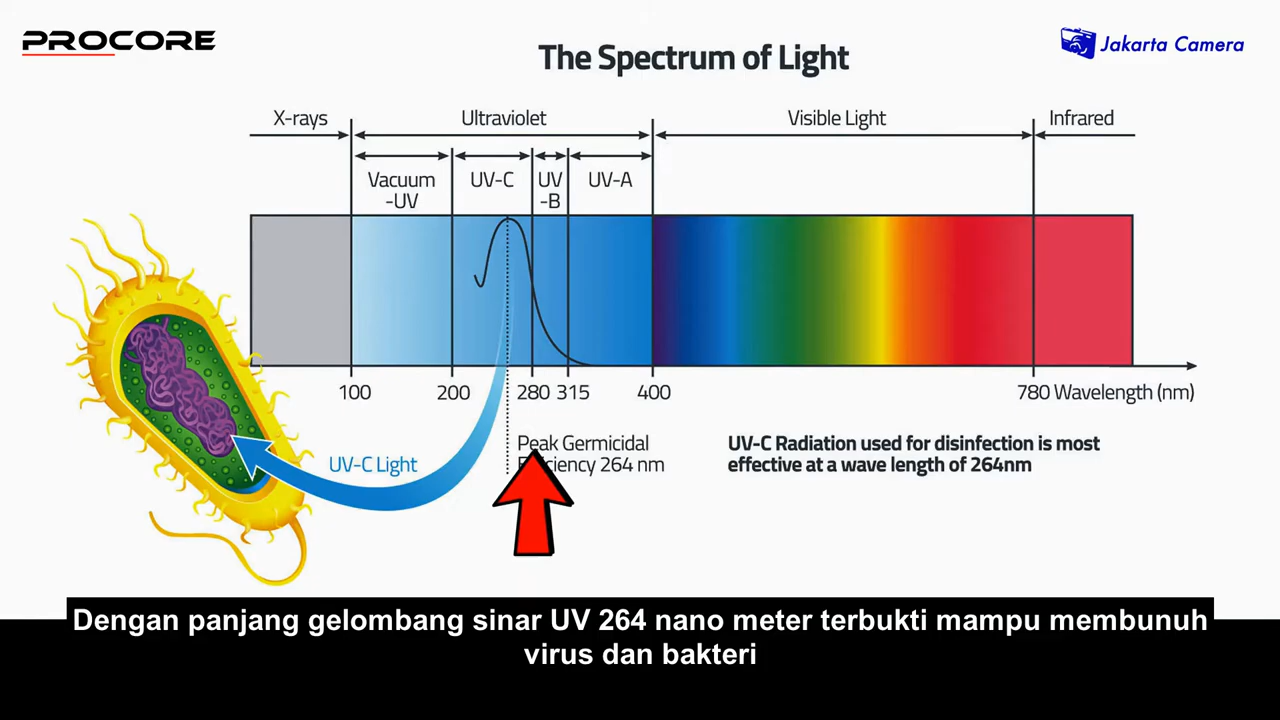 PROCORE
Jakarta Camera
The Spectrum of Light
X-rays
Ultraviolet
Visible Light
Infrared
Vacuum
-UV
UV-C
UV
-B
UV-A
100
200
280
315
400
780 Wavelength (nm)
Peak Germicidal
264 nm
UV-C Light
UV-C Radiation used for disinfection is most
effective at a wave length of 264nm
Dengan panjang gelombang sinar UV 264 nano meter terbukti mampu membunuh
virus dan bakteri